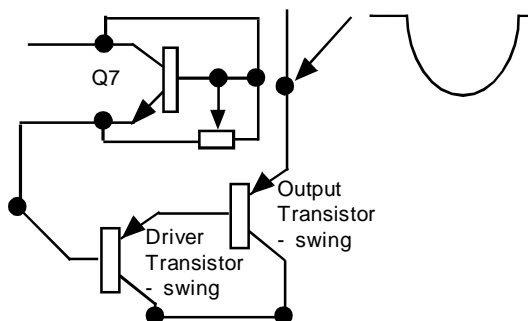 Q7
Output
Transistor
- swing
Driver
Transistor
- swing